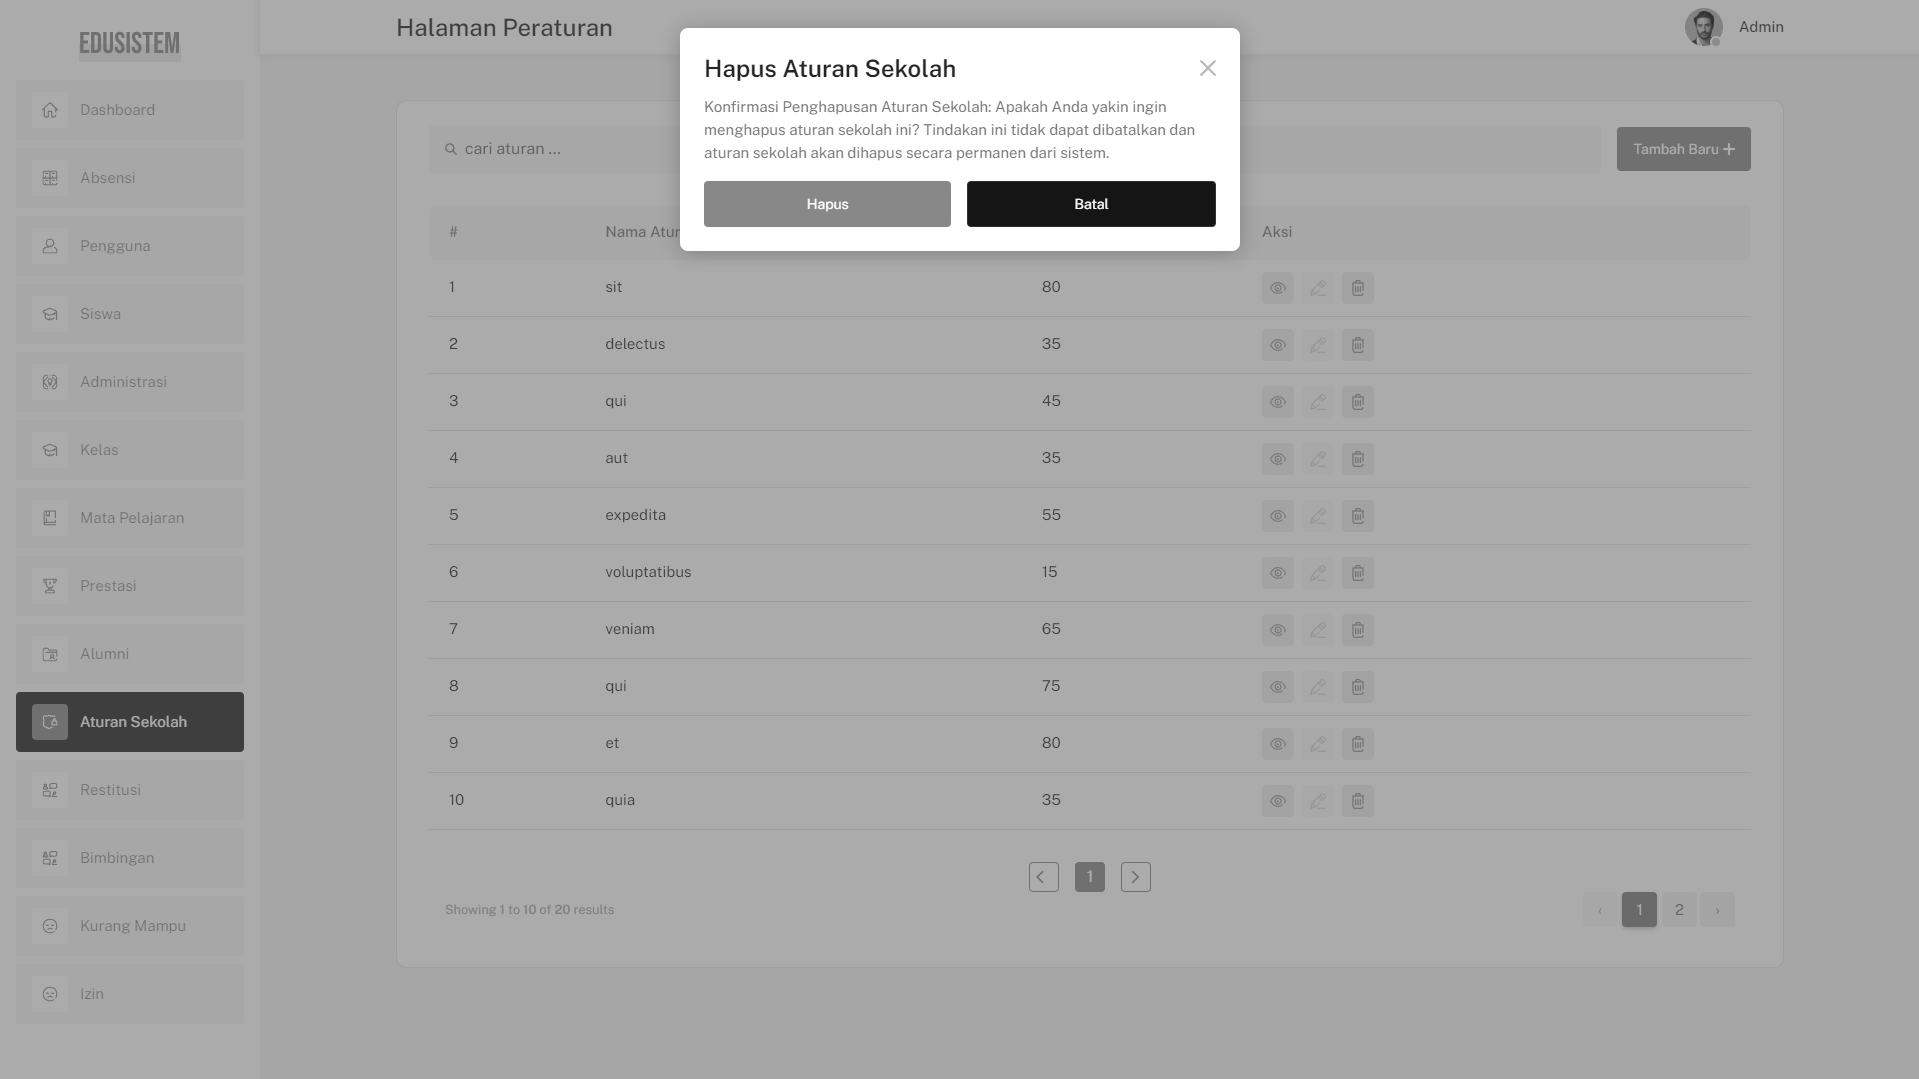 EDUSISTEM
Dashboard
Absensi
Pengguna
Siswa
Administrasi
Kelas
Mata Pelajaran
Prestasi
Alumni
Aturan Sekolah
Restitusi
Bimbingan
Kurang Mampu
Izin
Halaman Peraturan
Admin
Hapus Aturan Sekolah
Konfirmasi Penghapusan Aturan Sekolah: Apakah Anda yakin ingin
menghapus aturan sekolah ini? Tindakan ini tidak dapat dibatalkan dan
aturan sekolah akan dihapus secara permanen dari sistem.
Hapus Batal
cari aturan ...
Tambah Baru
# Nama Atur Aksi
1 sit 80
2 delectus 35
3 qui 45
4 aut 35
5 expedita 55
6 voluptatibus 15
7 veniam 65
8 qui 75
9 et 80
10 quia 35
1
Showing 1 to 10 of 20 results
‹ 1 2 ›